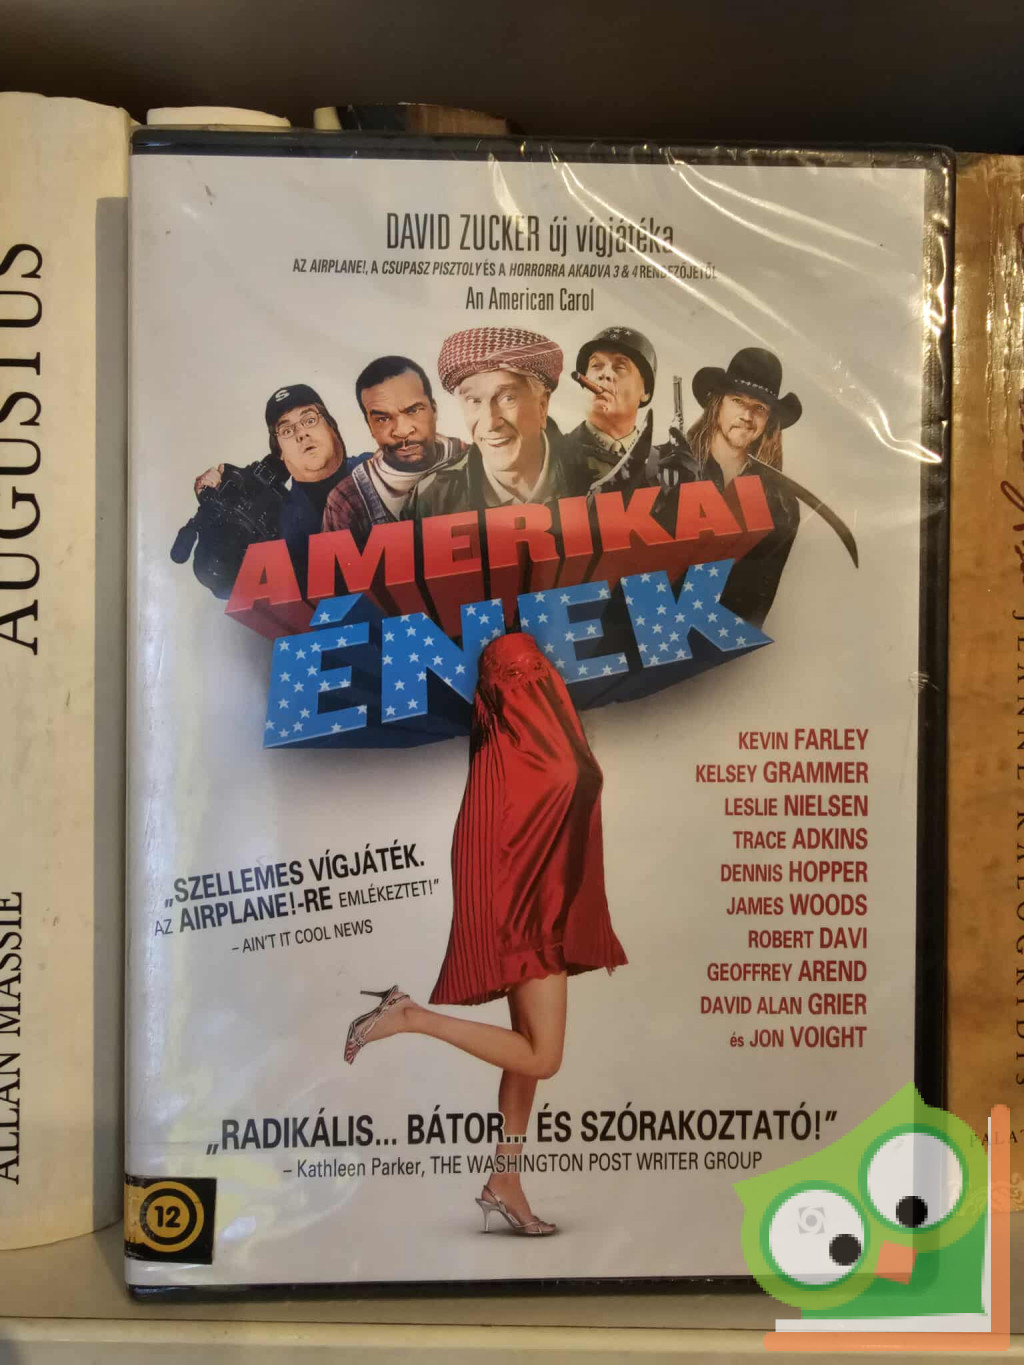 DAVID ZUCKER új vígjátéka
AZ AIRPLANE!, A CSUPASZ PISZTOLY ÉS A HORRORRA AKADVA 3 & 4 RENDEZŐJÉTŐL
An American Carol
S
AMERIKAI
ÉNEK
KEVIN FARLEY
KELSEY GRAMMER
LESLIE NIELSEN
TRACE ADKINS
DENNIS HOPPER
JAMES WOODS
ROBERT DAVI
GEOFFREY AREND
DAVID ALAN GRIER
és JON VOIGHT
„SZELLEMES VÍGJÁTÉK.
AZ AIRPLANE!-RE EMLÉKEZTET!”
– AIN'T IT COOL NEWS
„RADIKÁLIS... BÁTOR... ÉS SZÓRAKOZTATÓ!”
– Kathleen Parker, THE WASHINGTON POST WRITER GROUP
12
ALLAN MASSIE
AUGUSTUS
JEANNE KALOGRIDIS